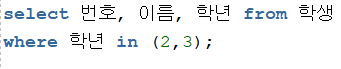 select 번호, 이름, 학년 from 학생
where 학년 in (2,3);